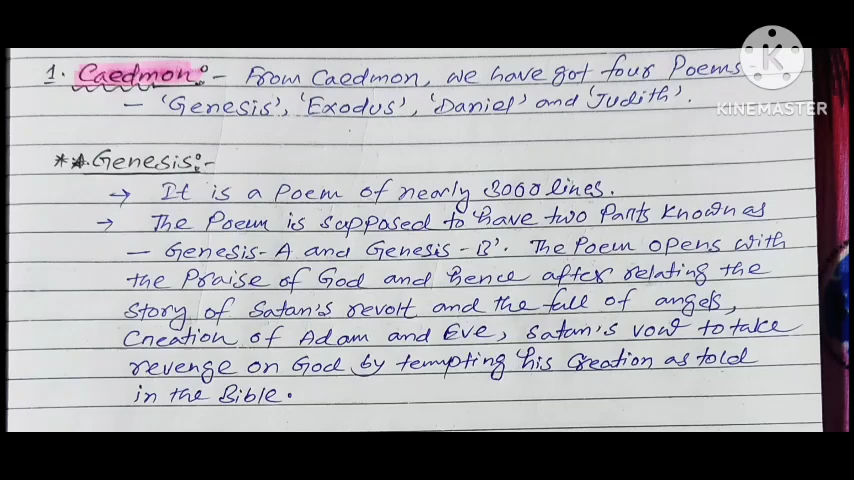 K
KINEMASTER
1. Caedmon:- From Caedmon, we have got four Poems
- 'Genesis', 'Exodus', 'Daniel' and 'Judith'.
**A. Genesis:-
→ It is a Poem of nearly 3000 lines.
→ The Poem is supposed to have two Parts known as
- Genesis-A and Genesis-B'. The Poem opens with
the Praise of God and hence after relating the
story of Satan's revolt and the fall of angels,
Creation of Adam and Eve, Satan's vow to take
revenge on God by tempting his Creation as told
in the Bible.